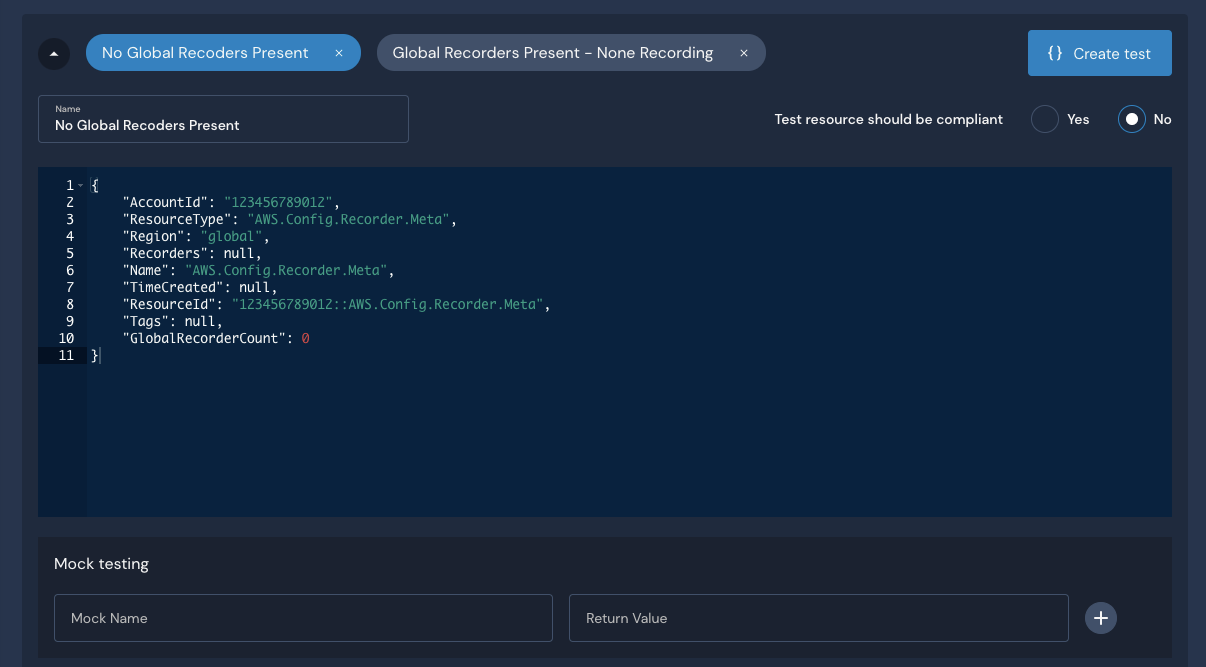 No Global Recoders Present ×
Global Recorders Present - None Recording ×
{} Create test
Name
No Global Recoders Present
Test resource should be compliant
Yes
No
1 {
2 "AccountId": "123456789012",
3 "ResourceType": "AWS.Config.Recorder.Meta",
4 "Region": "global",
5 "Recorders": null,
6 "Name": "AWS.Config.Recorder.Meta",
7 "TimeCreated": null,
8 "ResourceId": "123456789012::AWS.Config.Recorder.Meta",
9 "Tags": null,
10 "GlobalRecorderCount": 0
11 }
Mock testing
Mock Name
Return Value
+